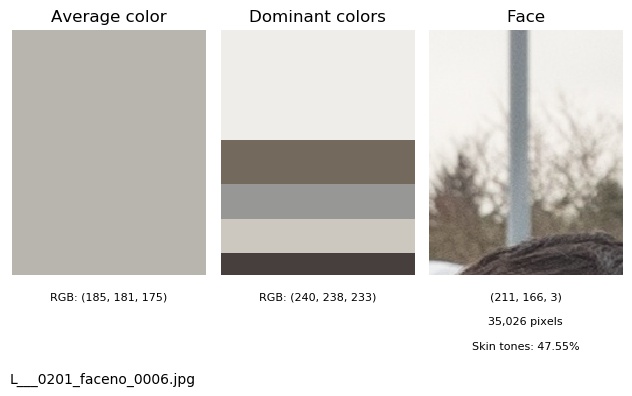 Average color
Dominant colors
Face
RGB: (185, 181, 175)
RGB: (240, 238, 233)
(211, 166, 3)
35,026 pixels
Skin tones: 47.55%
L___0201_faceno_0006.jpg